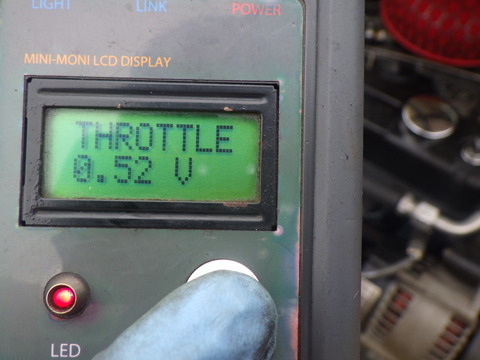 LIGHT LINK POWER
MINI-MONI LCD DISPLAY
THROTTLE
0.52 V
LED